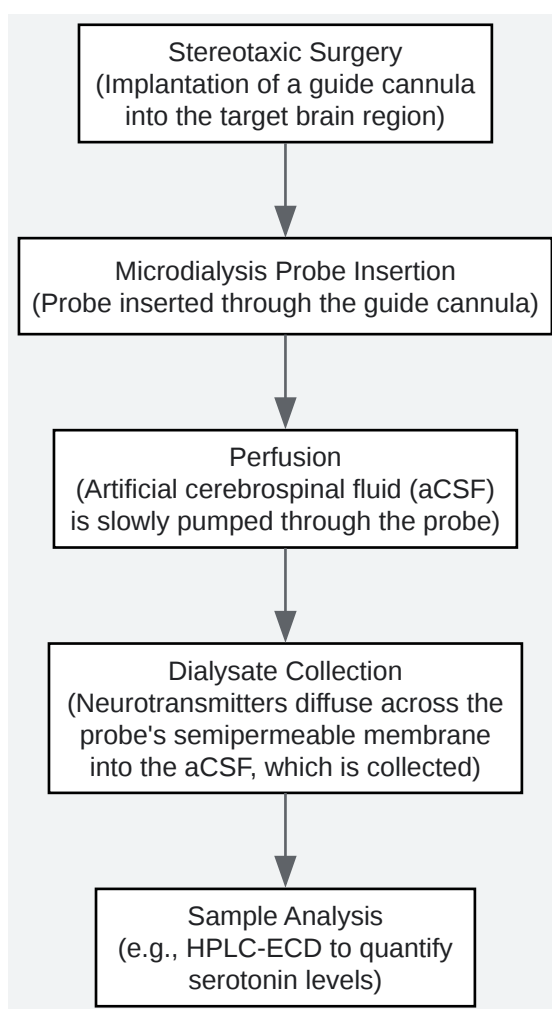 Stereotaxic Surgery
(Implantation of a guide cannula
into the target brain region)
Microdialysis Probe Insertion
(Probe inserted through the guide cannula)
Perfusion
(Artificial cerebrospinal fluid (aCSF)
is slowly pumped through the probe)
Dialysate Collection
(Neurotransmitters diffuse across the
probe's semipermeable membrane
into the aCSF, which is collected)
Sample Analysis
(e.g., HPLC-ECD to quantify
serotonin levels)